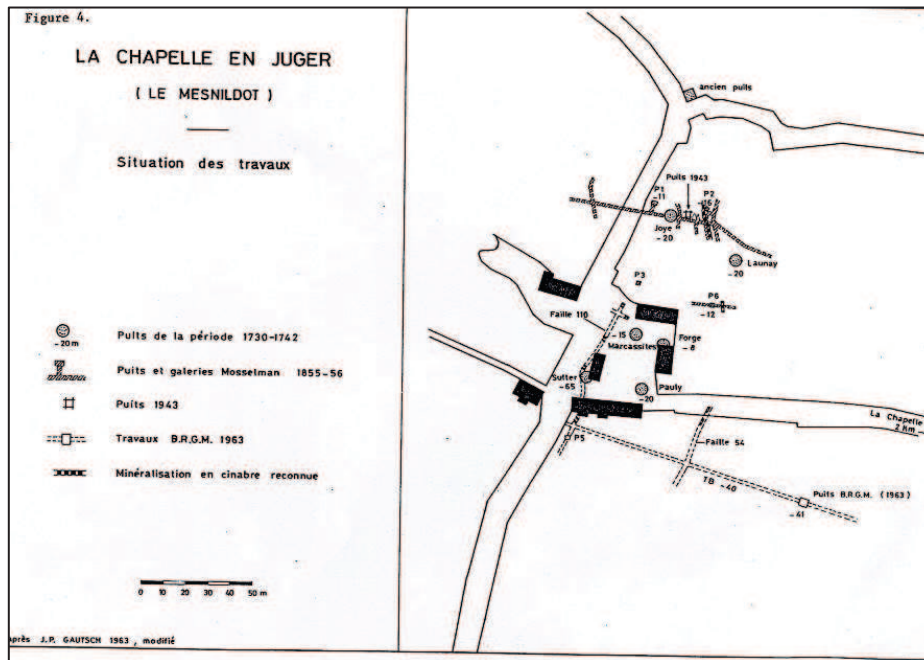 Figure 4.
LA CHAPELLE EN JUGER
( LE MESNILDOT )
Situation des travaux
-20m
Puits de la période 1730-1742
Puits et galeries Mosselman 1855-56
Puits 1943
Travaux B.R.G.M. 1963
Minéralisation en cinabre reconnue
0 10 20 30 40 50 m
après J.P. GAUTSCH 1963 , modifié
ancien puits
Puits 1943
P1
-11
P2
-16
Joye
-20
Launay
-20
P3
P6
-12
Faille 110
-15
Marcassites
Forge
-8
Sutter
-65
Pauly
-20
La Chapelle
2 Km
P5
Faille 54
TB -40
Puits B.R.G.M. (1963)
-41